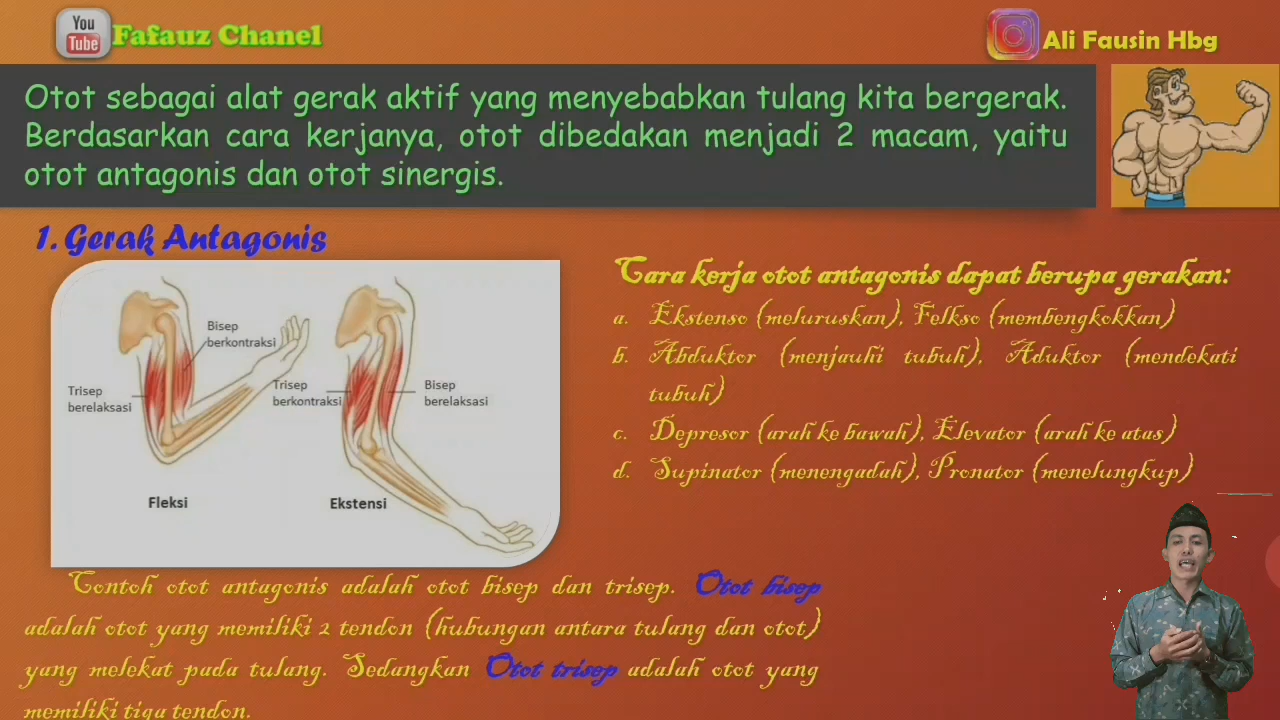 You
Tube
Fafauz Chanel
Ali Fausin Hbg
Otot sebagai alat gerak aktif yang menyebabkan tulang kita bergerak.
Berdasarkan cara kerjanya, otot dibedakan menjadi 2 macam, yaitu
otot antagonis dan otot sinergis.
1. Gerak Antagonis
Bisep
berkontraksi
Trisep
berelaksasi
Trisep
berkontraksi
Bisep
berelaksasi
Fleksi
Ekstensi
Cara kerja otot antagonis dapat berupa gerakan:
a. Ekstenso (meluruskan), Felkso (membengkokkan)
b. Abduktor (menjauhi tubuh), Aduktor (mendekati
tubuh)
c. Depresor (arah ke bawah), Elevator (arah ke atas)
d. Supinator (menengadah), Pronator (menelungkup)
Contoh otot antagonis adalah otot bisep dan trisep. Otot bisep
adalah otot yang memiliki 2 tendon (hubungan antara tulang dan otot)
yang melekat pada tulang. Sedangkan Otot trisep adalah otot yang
memiliki tiga tendon.